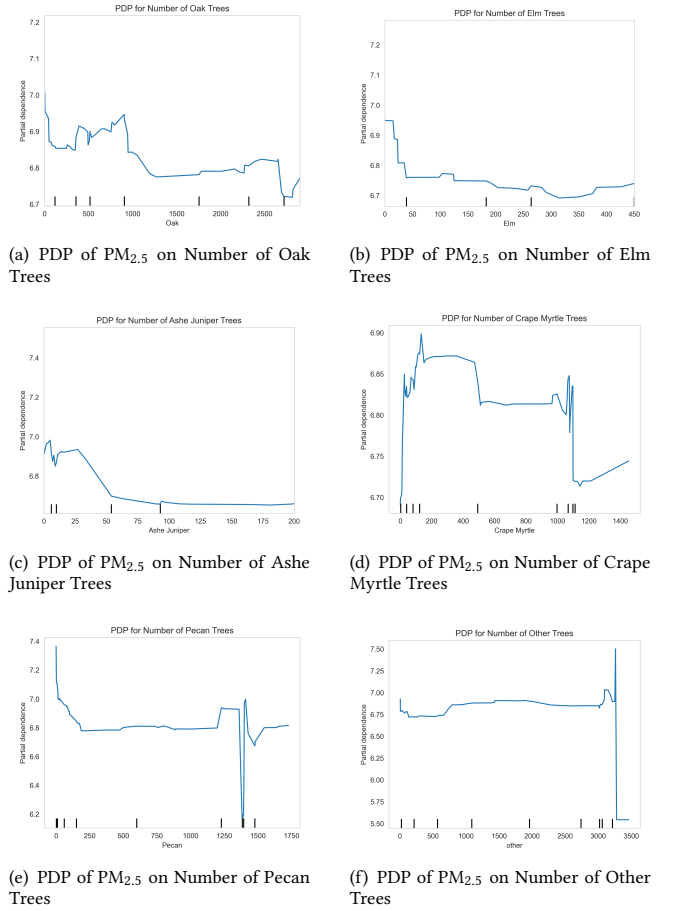 PDP for Number of Oak Trees
Partial dependence
7.2
7.1
7.0
6.9
6.8
6.7
0
500
1000
1500
2000
2500
Oak
(a) PDP of PM2.5 on Number of Oak
Trees
PDP for Number of Elm Trees
Partial dependence
7.2
7.1
7.0
6.9
6.8
6.7
0
50
100
150
200
250
300
350
400
450
Elm
(b) PDP of PM2.5 on Number of Elm
Trees
PDP for Number of Ashe Juniper Trees
Partial dependence
7.4
7.2
7.0
6.8
0
25
50
75
100
125
150
175
200
Ashe Juniper
(c) PDP of PM2.5 on Number of Ashe
Juniper Trees
PDP for Number of Crape Myrtle Trees
Partial dependence
6.90
6.85
6.80
6.75
6.70
0
200
400
600
800
1000
1200
1400
Crape Myrtle
(d) PDP of PM2.5 on Number of Crape
Myrtle Trees
PDP for Number of Pecan Trees
Partial dependence
7.4
7.2
7.0
6.8
6.6
6.4
6.2
0
250
500
750
1000
1250
1500
1750
Pecan
(e) PDP of PM2.5 on Number of Pecan
Trees
PDP for Number of Other Trees
Partial dependence
7.50
7.25
7.00
6.75
6.50
6.25
6.00
5.75
5.50
0
500
1000
1500
2000
2500
3000
3500
other
(f) PDP of PM2.5 on Number of Other
Trees